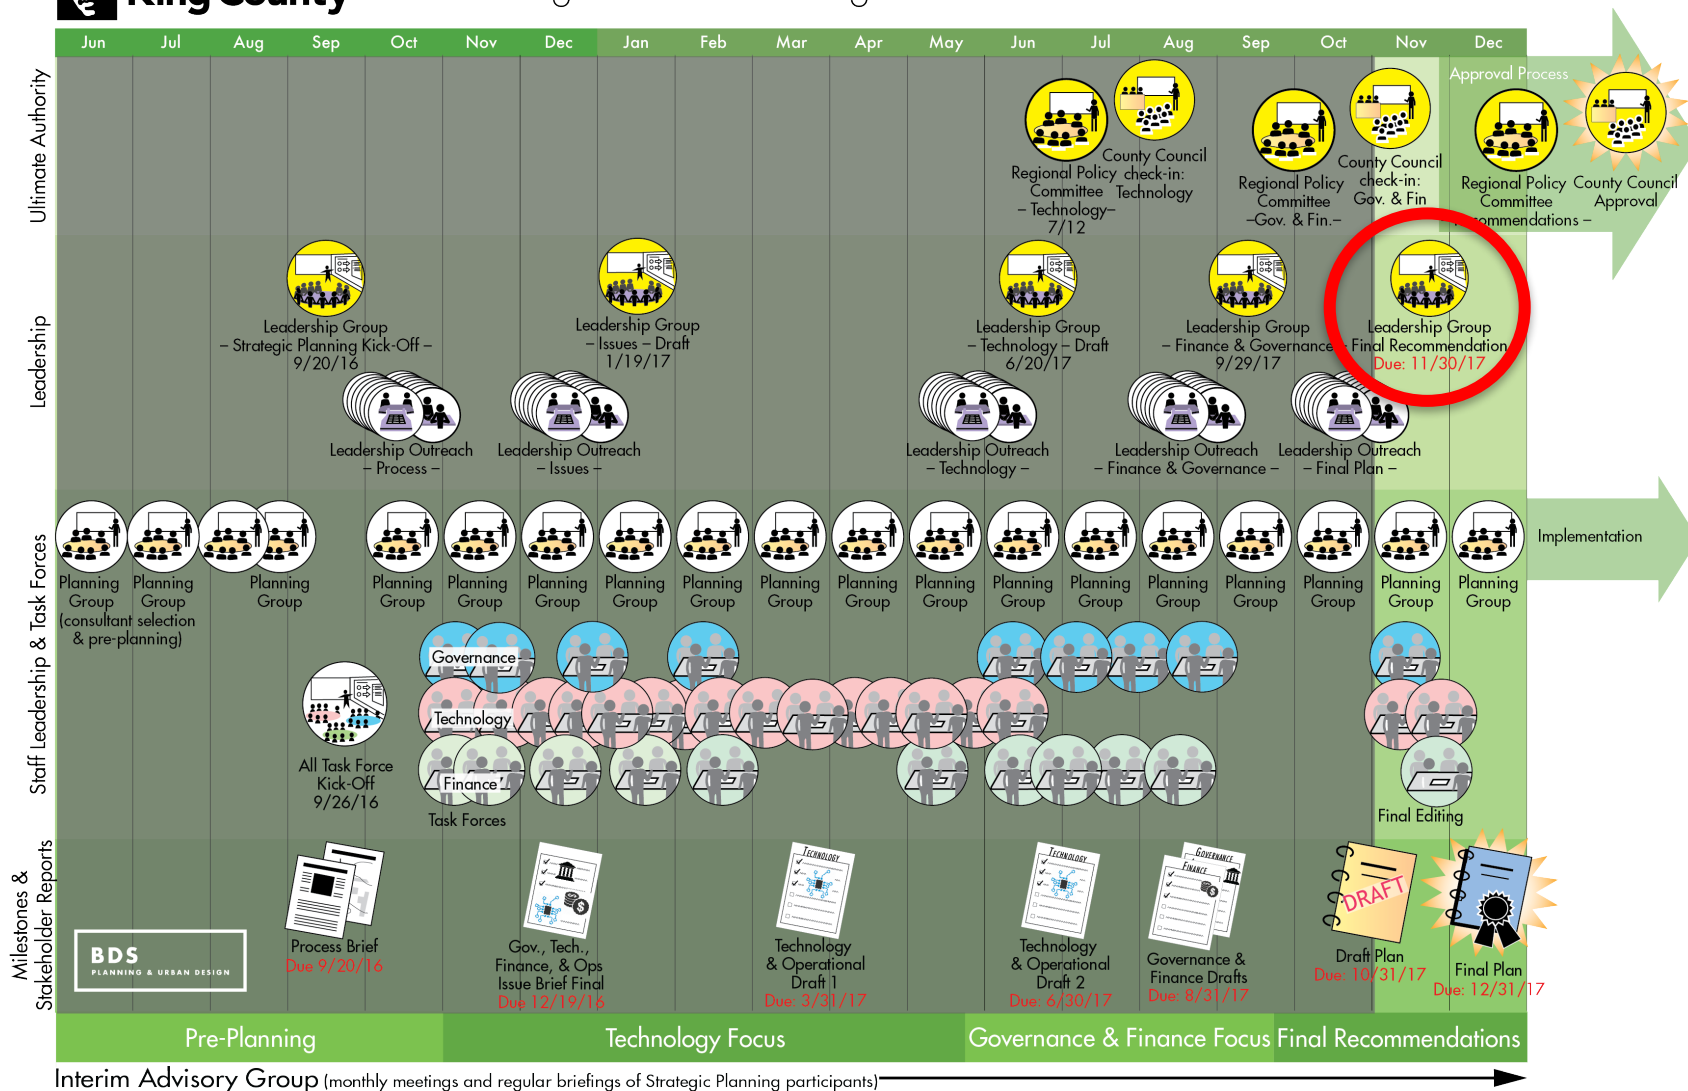 King County
Jun Jul Aug Sep Oct Nov Dec Jan Feb Mar Apr May Jun Jul Aug Sep Oct Nov Dec
Ultimate Authority
Approval Process
Regional Policy
Committee
– Technology–
7/12
County Council
check-in:
Technology
Regional Policy
Committee
–Gov. & Fin.–
County Council
check-in:
Gov. & Fin
Regional Policy
Committee
County Council
Approval
Leadership
Leadership Group
– Strategic Planning Kick-Off –
9/20/16
Leadership Group
– Issues – Draft
1/19/17
Leadership Group
– Technology – Draft
6/20/17
Leadership Group
– Finance & Governance
9/29/17
Leadership Group
Final Recommendation
Due: 11/30/17
Leadership Outreach
– Process –
Leadership Outreach
– Issues –
Leadership Outreach
– Technology –
Leadership Outreach
– Finance & Governance –
Leadership Outreach
– Final Plan –
Staff Leadership & Task Forces
Planning
Group
(consultant selection
& pre-planning)
Planning
Group
Planning
Group
Planning
Group
Planning
Group
Planning
Group
Planning
Group
Planning
Group
Planning
Group
Planning
Group
Planning
Group
Planning
Group
Planning
Group
Planning
Group
Planning
Group
Planning
Group
Planning
Group
Planning
Group
Implementation
Governance
Technology
Finance
Task Forces
All Task Force
Kick-Off
9/26/16
Final Editing
Milestones &
Stakeholder Reports
Process Brief
Due 9/20/16
Gov., Tech.,
Finance, & Ops
Issue Brief Final
Due 12/19/16
Technology
Technology
& Operational
Draft 1
Due: 3/31/17
Technology
Technology
& Operational
Draft 2
Due: 6/30/17
Governance
Finance
Governance &
Finance Drafts
Due: 8/31/17
DRAFT
Draft Plan
Due: 10/31/17
Final Plan
Due: 12/31/17
BDS
PLANNING & URBAN DESIGN
Pre-Planning
Technology Focus
Governance & Finance Focus
Final Recommendations
Interim Advisory Group (monthly meetings and regular briefings of Strategic Planning participants)